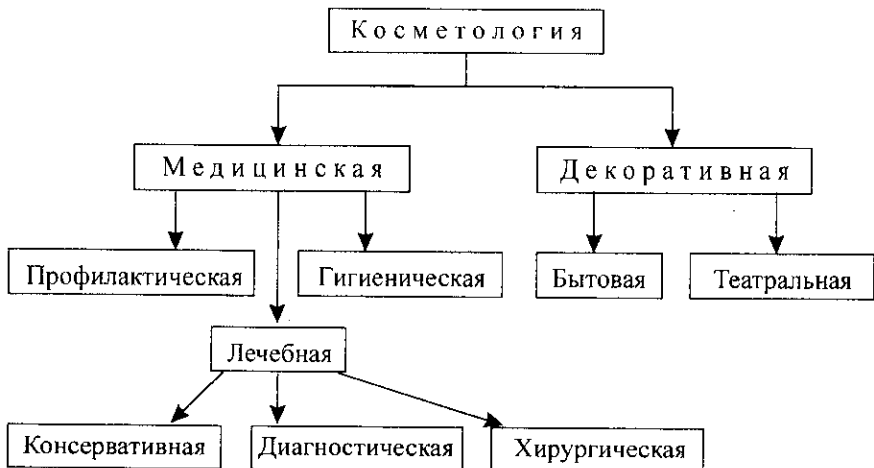 Косметология
Медицинская
Декоративная
Профилактическая
Гигиеническая
Бытовая
Театральная
Лечебная
Консервативная
Диагностическая
Хирургическая